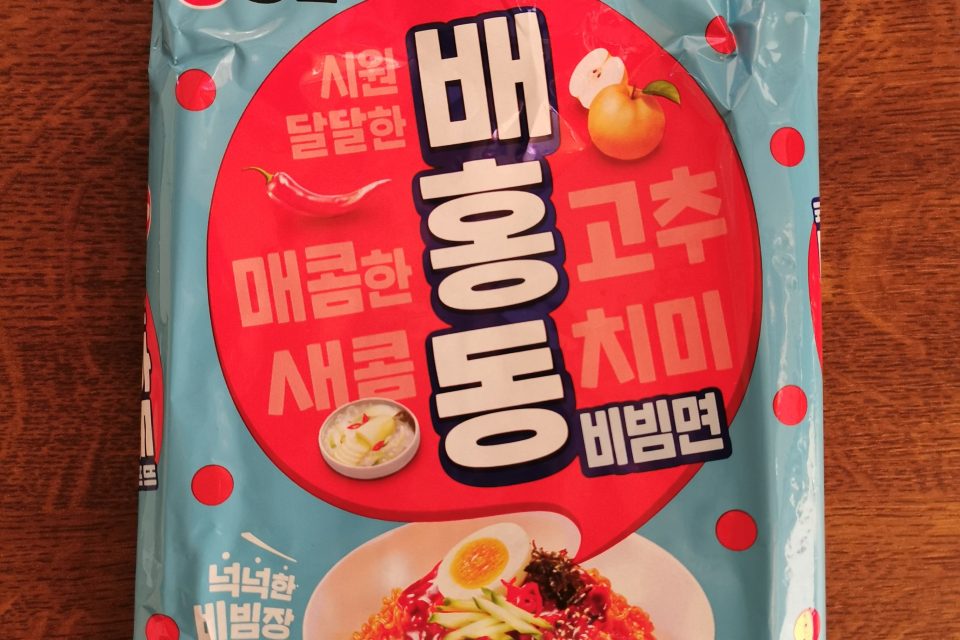 시원
달달한 배
매콤한 홍고추
새콤 동치미
비빔면
넉넉한
비빔장